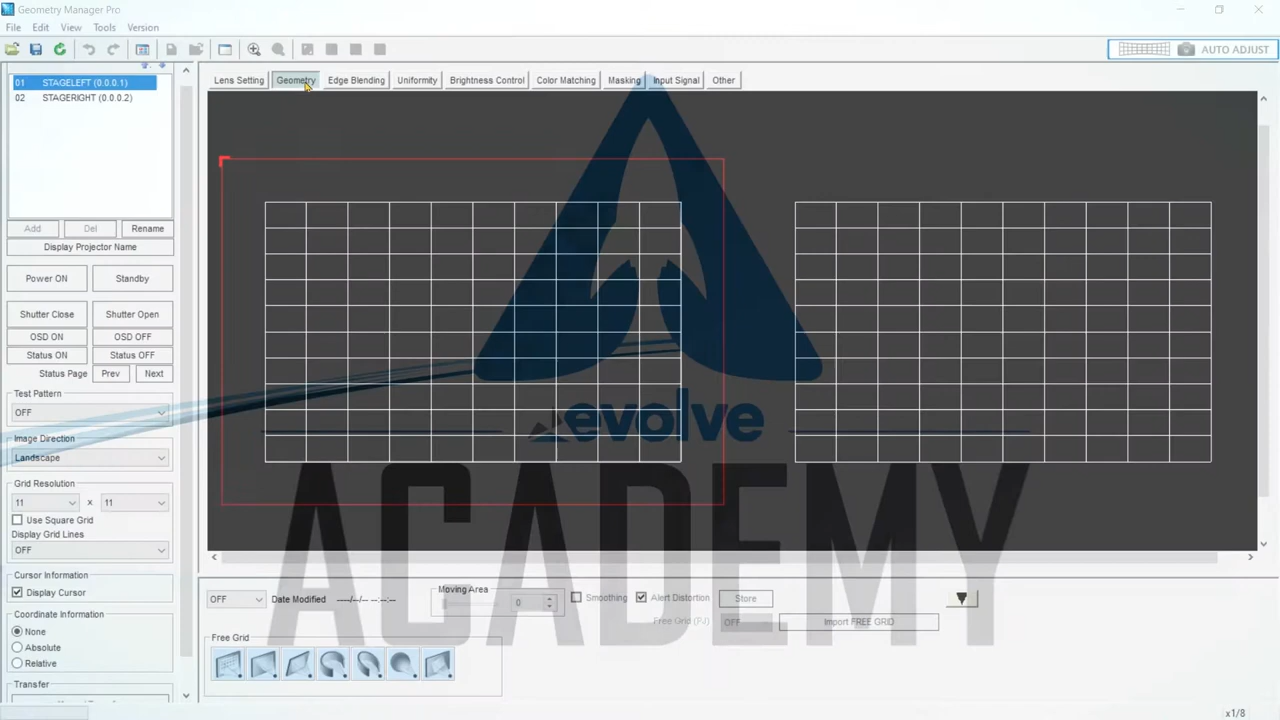 Geometry Manager Pro
File Edit View Tools Version
AUTO ADJUST
01 STAGELEFT (0.0.0.1)
02 STAGERIGHT (0.0.0.2)
Add Del Rename
Display Projector Name
Power ON Standby
Shutter Close Shutter Open
OSD ON OSD OFF
Status ON Status OFF
Status Page Prev Next
Test Pattern
OFF
Image Direction
Landscape
Grid Resolution
11 x 11
Use Square Grid
Display Grid Lines
OFF
Cursor Information
Display Cursor
Coordinate Information
None
Absolute
Relative
Transfer
Lens Setting Geometry Edge Blending Uniformity Brightness Control Color Matching Masking Input Signal Other
evolve
ACADEMY
OFF Date Modified ----/--/-- --:--:-- Moving Area 0 Smoothing Alert Distortion Store
Free Grid (P-I) OFF Import FREE GRID
Free Grid
x1/8